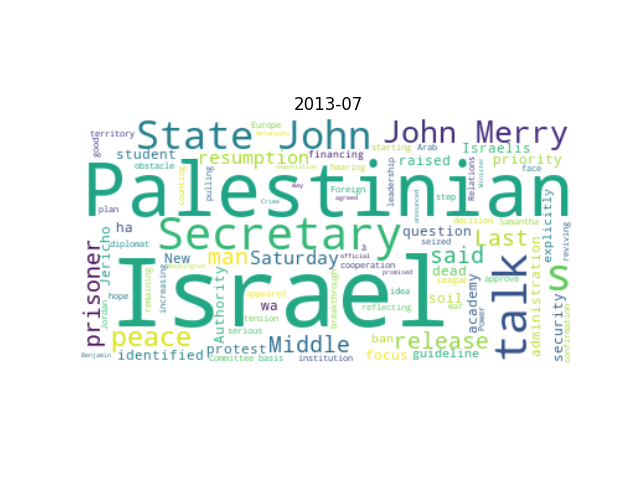 2013-07
State John
John Merry
Palestinian
Secretary
Israel
talk
s
Middle
peace
release
prisoner
man
said
Last
Saturday
resumption
priority
Israelis
raised
student
identified
protest
focus
guideline
security
administration
explicitly
academy
question
Authority
Jericho
Jordan
New
ha
wa
dead
soil
ban
territory
good
Europe
Netanyahu
financing
hearing
starting
Arab
obstacle
counting
pulling
negotiation
way
Crime
Foreign
agreed
leadership
announced
step
Relations
Minister
face
plan
diplomat
hope
remaining
increasing
Washington
appeared
tension
serious
Committee
basis
institution
official
cooperation
promised
breakthrough
idea
reflecting
seized
League
war
Power
decision
Samantha
approve
reviving
confirmation
Benjamin